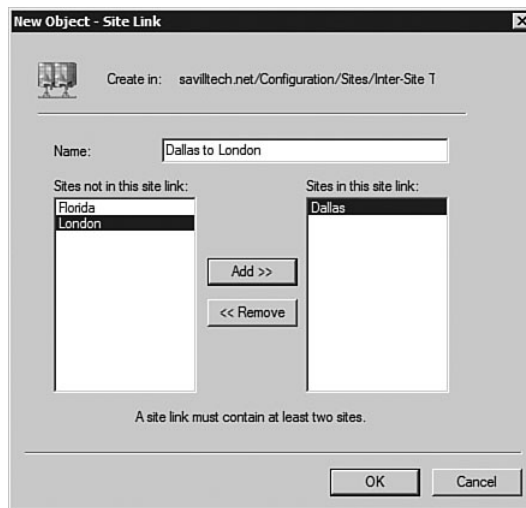 New Object - Site Link
Create in: savilltech.net/Configuration/Sites/Inter-Site T
Name: Dallas to London
Sites not in this site link: Sites in this site link:
Florida Dallas
London
Add >>
<< Remove
A site link must contain at least two sites.
OK Cancel